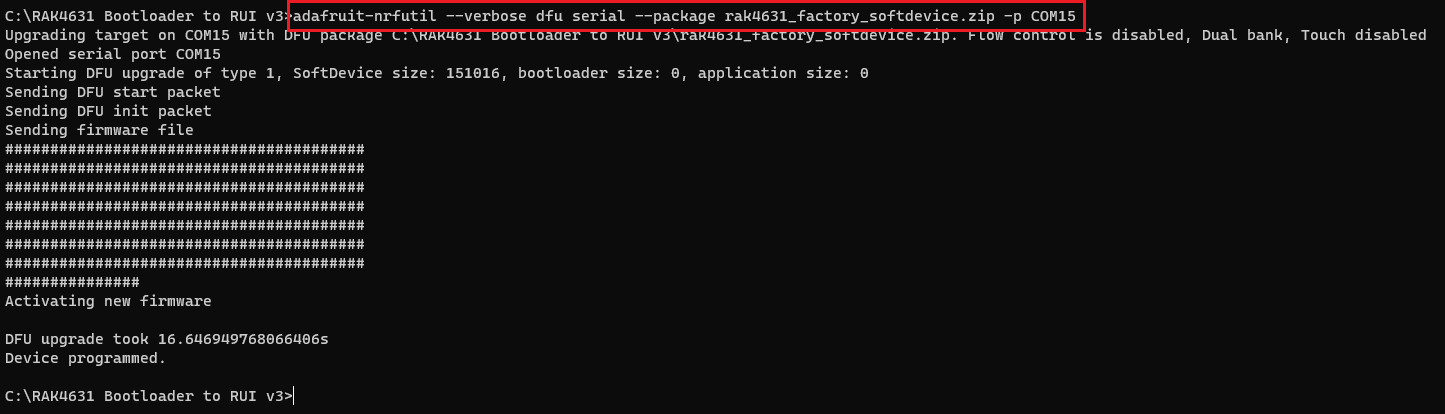 C:\RAK4631 Bootloader to RUI v3>adafruit-nrfutil --verbose dfu serial --package rak4631_factory_softdevice.zip -p COM15
Upgrading target on COM15 with DFU package C:\RAK4631 Bootloader to RUI v3\rak4631_factory_softdevice.zip. Flow control is disabled, Dual bank, Touch disabled
Opened serial port COM15
Starting DFU upgrade of type 1, SoftDevice size: 151016, bootloader size: 0, application size: 0
Sending DFU start packet
Sending DFU init packet
Sending firmware file
########################################
########################################
########################################
########################################
########################################
########################################
########################################
###############
Activating new firmware
DFU upgrade took 16.646949768066406s
Device programmed.
C:\RAK4631 Bootloader to RUI v3>